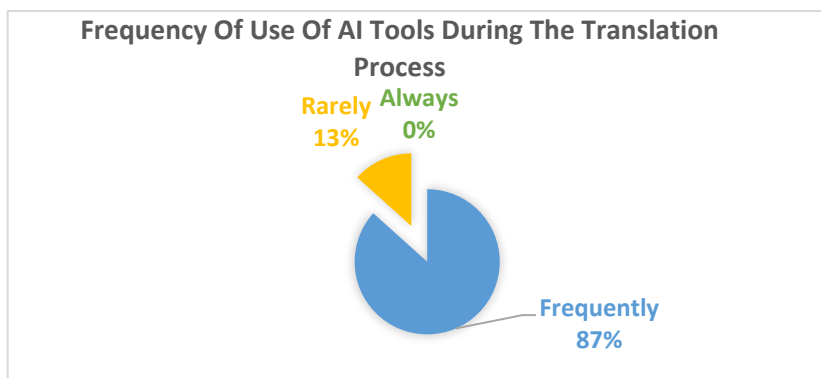 Frequency Of Use Of AI Tools During The Translation
Process
Always
0%
Rarely
13%
Frequently
87%